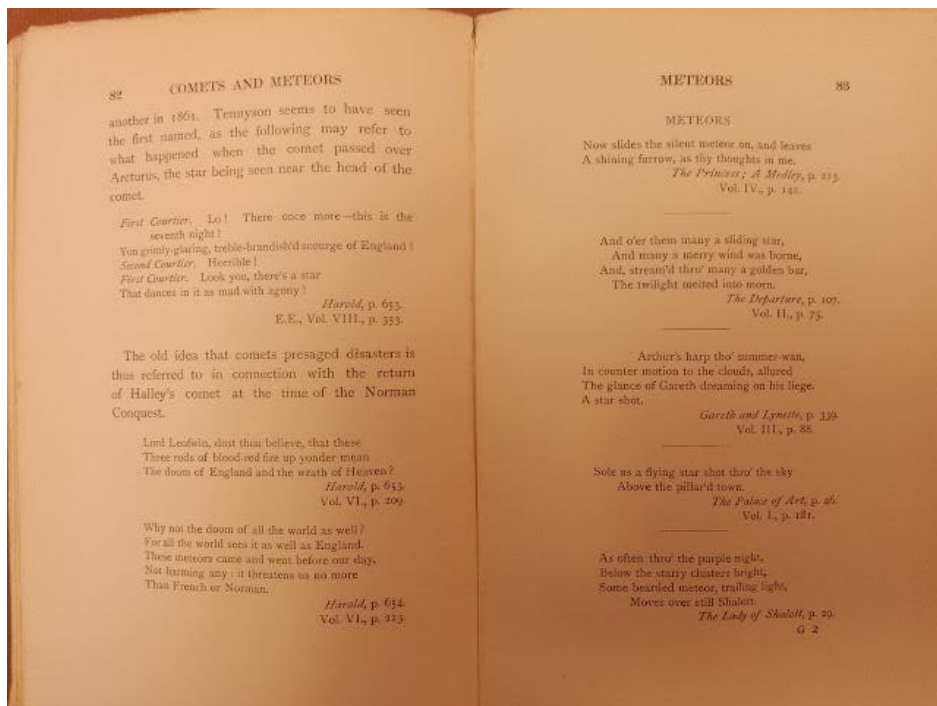 82 COMETS AND METEORS
another in 1861. Tennyson seems to have seen
the first named, as the following may refer to
what happened when the comet passed over
Arcturus, the star being seen near the head of the
comet.
First Courtier. Lo! There once more—this is the
seventh night!
Yon grimly-glaring, treble-brandish'd scourge of England!
Second Courtier. Horrible!
First Courtier. Look you, there's a star
That dances in it as mad with agony!
Harold, p. 653.
E.E., Vol. VIII., p. 353.
The old idea that comets presaged disasters is
thus referred to in connection with the return
of Halley's comet at the time of the Norman
Conquest.
Lord Leofwin, dost thou believe, that these
Three rods of blood-red fire up yonder mean
The doom of England and the wrath of Heaven?
Harold, p. 653.
Vol. VI., p. 209.
Why not the doom of all the world as well?
For all the world sees it as well as England.
These meteors came and went before our day,
Not harming any: it threatens us no more
Than French or Norman.
Harold, p. 654.
Vol. VI., p. 213.
METEORS 83
METEORS
Now slides the silent meteor on, and leaves
A shining furrow, as thy thoughts in me.
The Princess; A Medley, p. 213.
Vol. IV., p. 142.
And o'er them many a sliding star,
And many a merry wind was borne,
And, stream'd thro' many a golden bar,
The twilight melted into morn.
The Departure, p. 107.
Vol. II., p. 75.
Arthur's harp tho' summer-wan,
In counter motion to the clouds, allured
The glance of Gareth dreaming on his liege.
A star shot.
Gareth and Lynette, p. 339.
Vol. III., p. 88.
Sole as a flying star shot thro' the sky
Above the pillar'd town.
The Palace of Art, p. 46.
Vol. I., p. 181.
As often thro' the purple night,
Below the starry clusters bright,
Some bearded meteor, trailing light,
Moves over still Shalott.
The Lady of Shalott, p. 29.
G 2